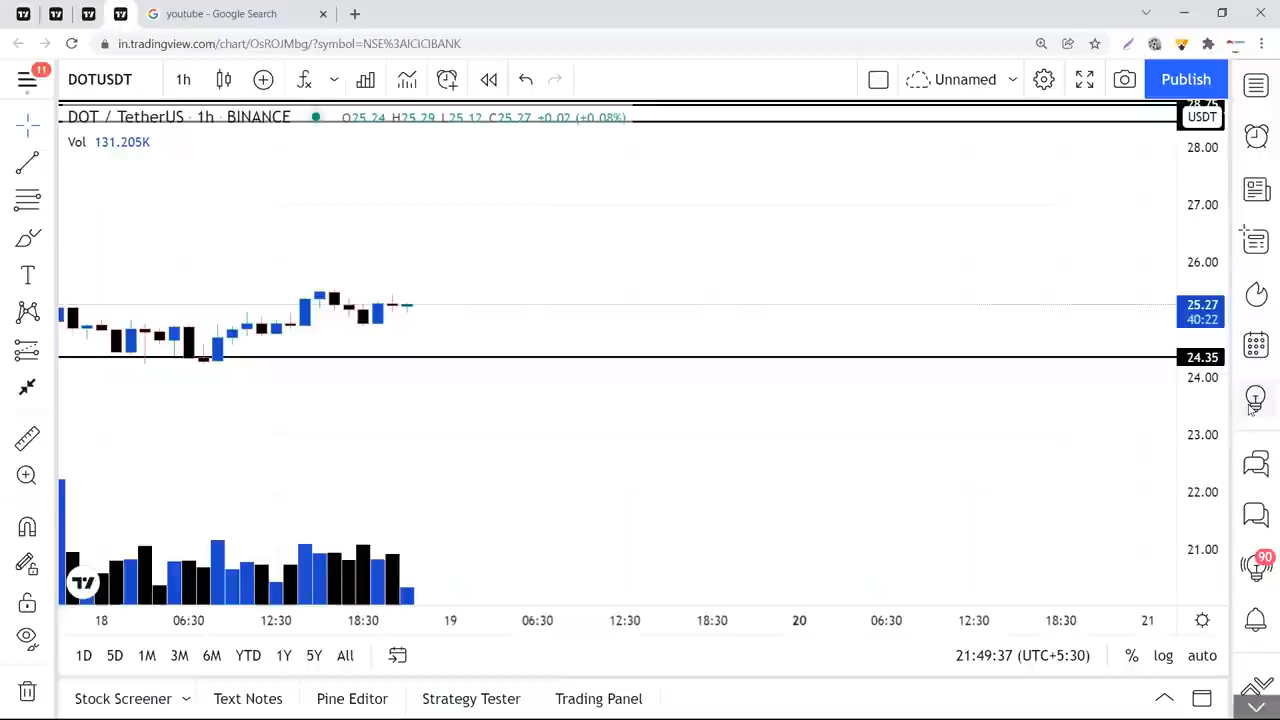 youtube - Google Search
in.tradingview.com/chart/OsROJMbg/?symbol=NSE%3AICICIBANK
11
DOTUSDT 1h Unnamed Publish
DOT / TetherUS · 1h · BINANCE O25.24 H25.29 L25.17 C25.27 +0.02 (+0.08%)
Vol 131.205K
28.75
USDT
28.00
27.00
26.00
25.27
40:22
24.35
24.00
23.00
22.00
21.00
90
18 06:30 12:30 18:30 19 06:30 12:30 18:30 20 06:30 12:30 18:30 21
1D 5D 1M 3M 6M YTD 1Y 5Y All 21:49:37 (UTC+5:30) % log auto
Stock Screener Text Notes Pine Editor Strategy Tester Trading Panel